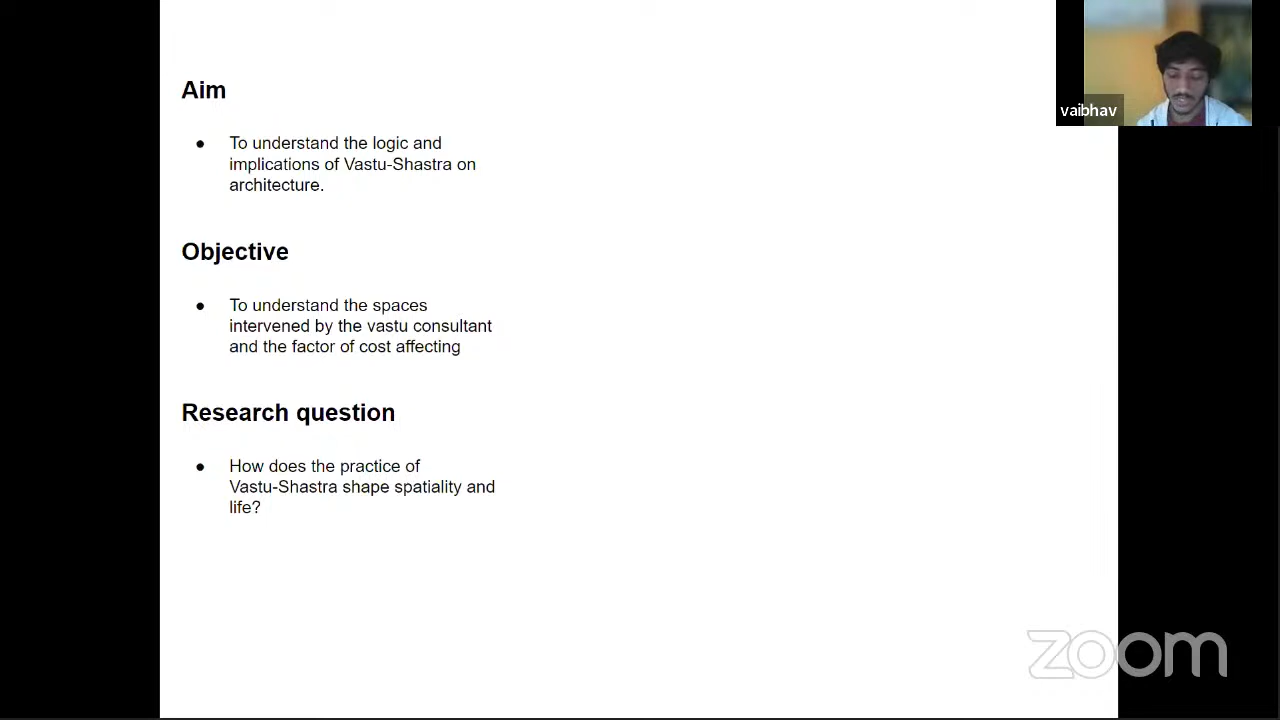 Aim
● To understand the logic and
implications of Vastu-Shastra on
architecture.
Objective
● To understand the spaces
intervened by the vastu consultant
and the factor of cost affecting
Research question
● How does the practice of
Vastu-Shastra shape spatiality and
life?
vaibhav
zoom